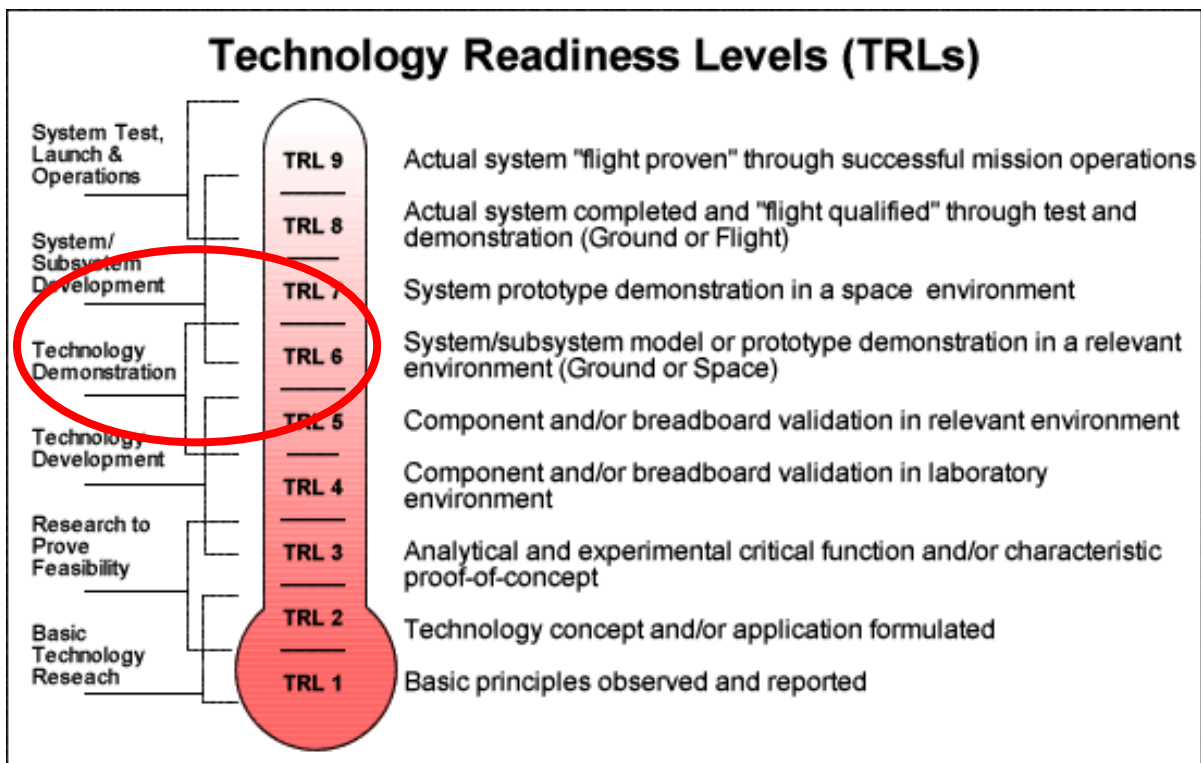 Technology Readiness Levels (TRLs)
System Test,
Launch &
Operations
System/
Subsystem
Development
Technology
Demonstration
Technology
Development
Research to
Prove
Feasibility
Basic
Technology
Reseach
TRL 9
Actual system "flight proven" through successful mission operations
TRL 8
Actual system completed and "flight qualified" through test and
demonstration (Ground or Flight)
TRL 7
System prototype demonstration in a space environment
TRL 6
System/subsystem model or prototype demonstration in a relevant
environment (Ground or Space)
TRL 5
Component and/or breadboard validation in relevant environment
TRL 4
Component and/or breadboard validation in laboratory
environment
TRL 3
Analytical and experimental critical function and/or characteristic
proof-of-concept
TRL 2
Technology concept and/or application formulated
TRL 1
Basic principles observed and reported